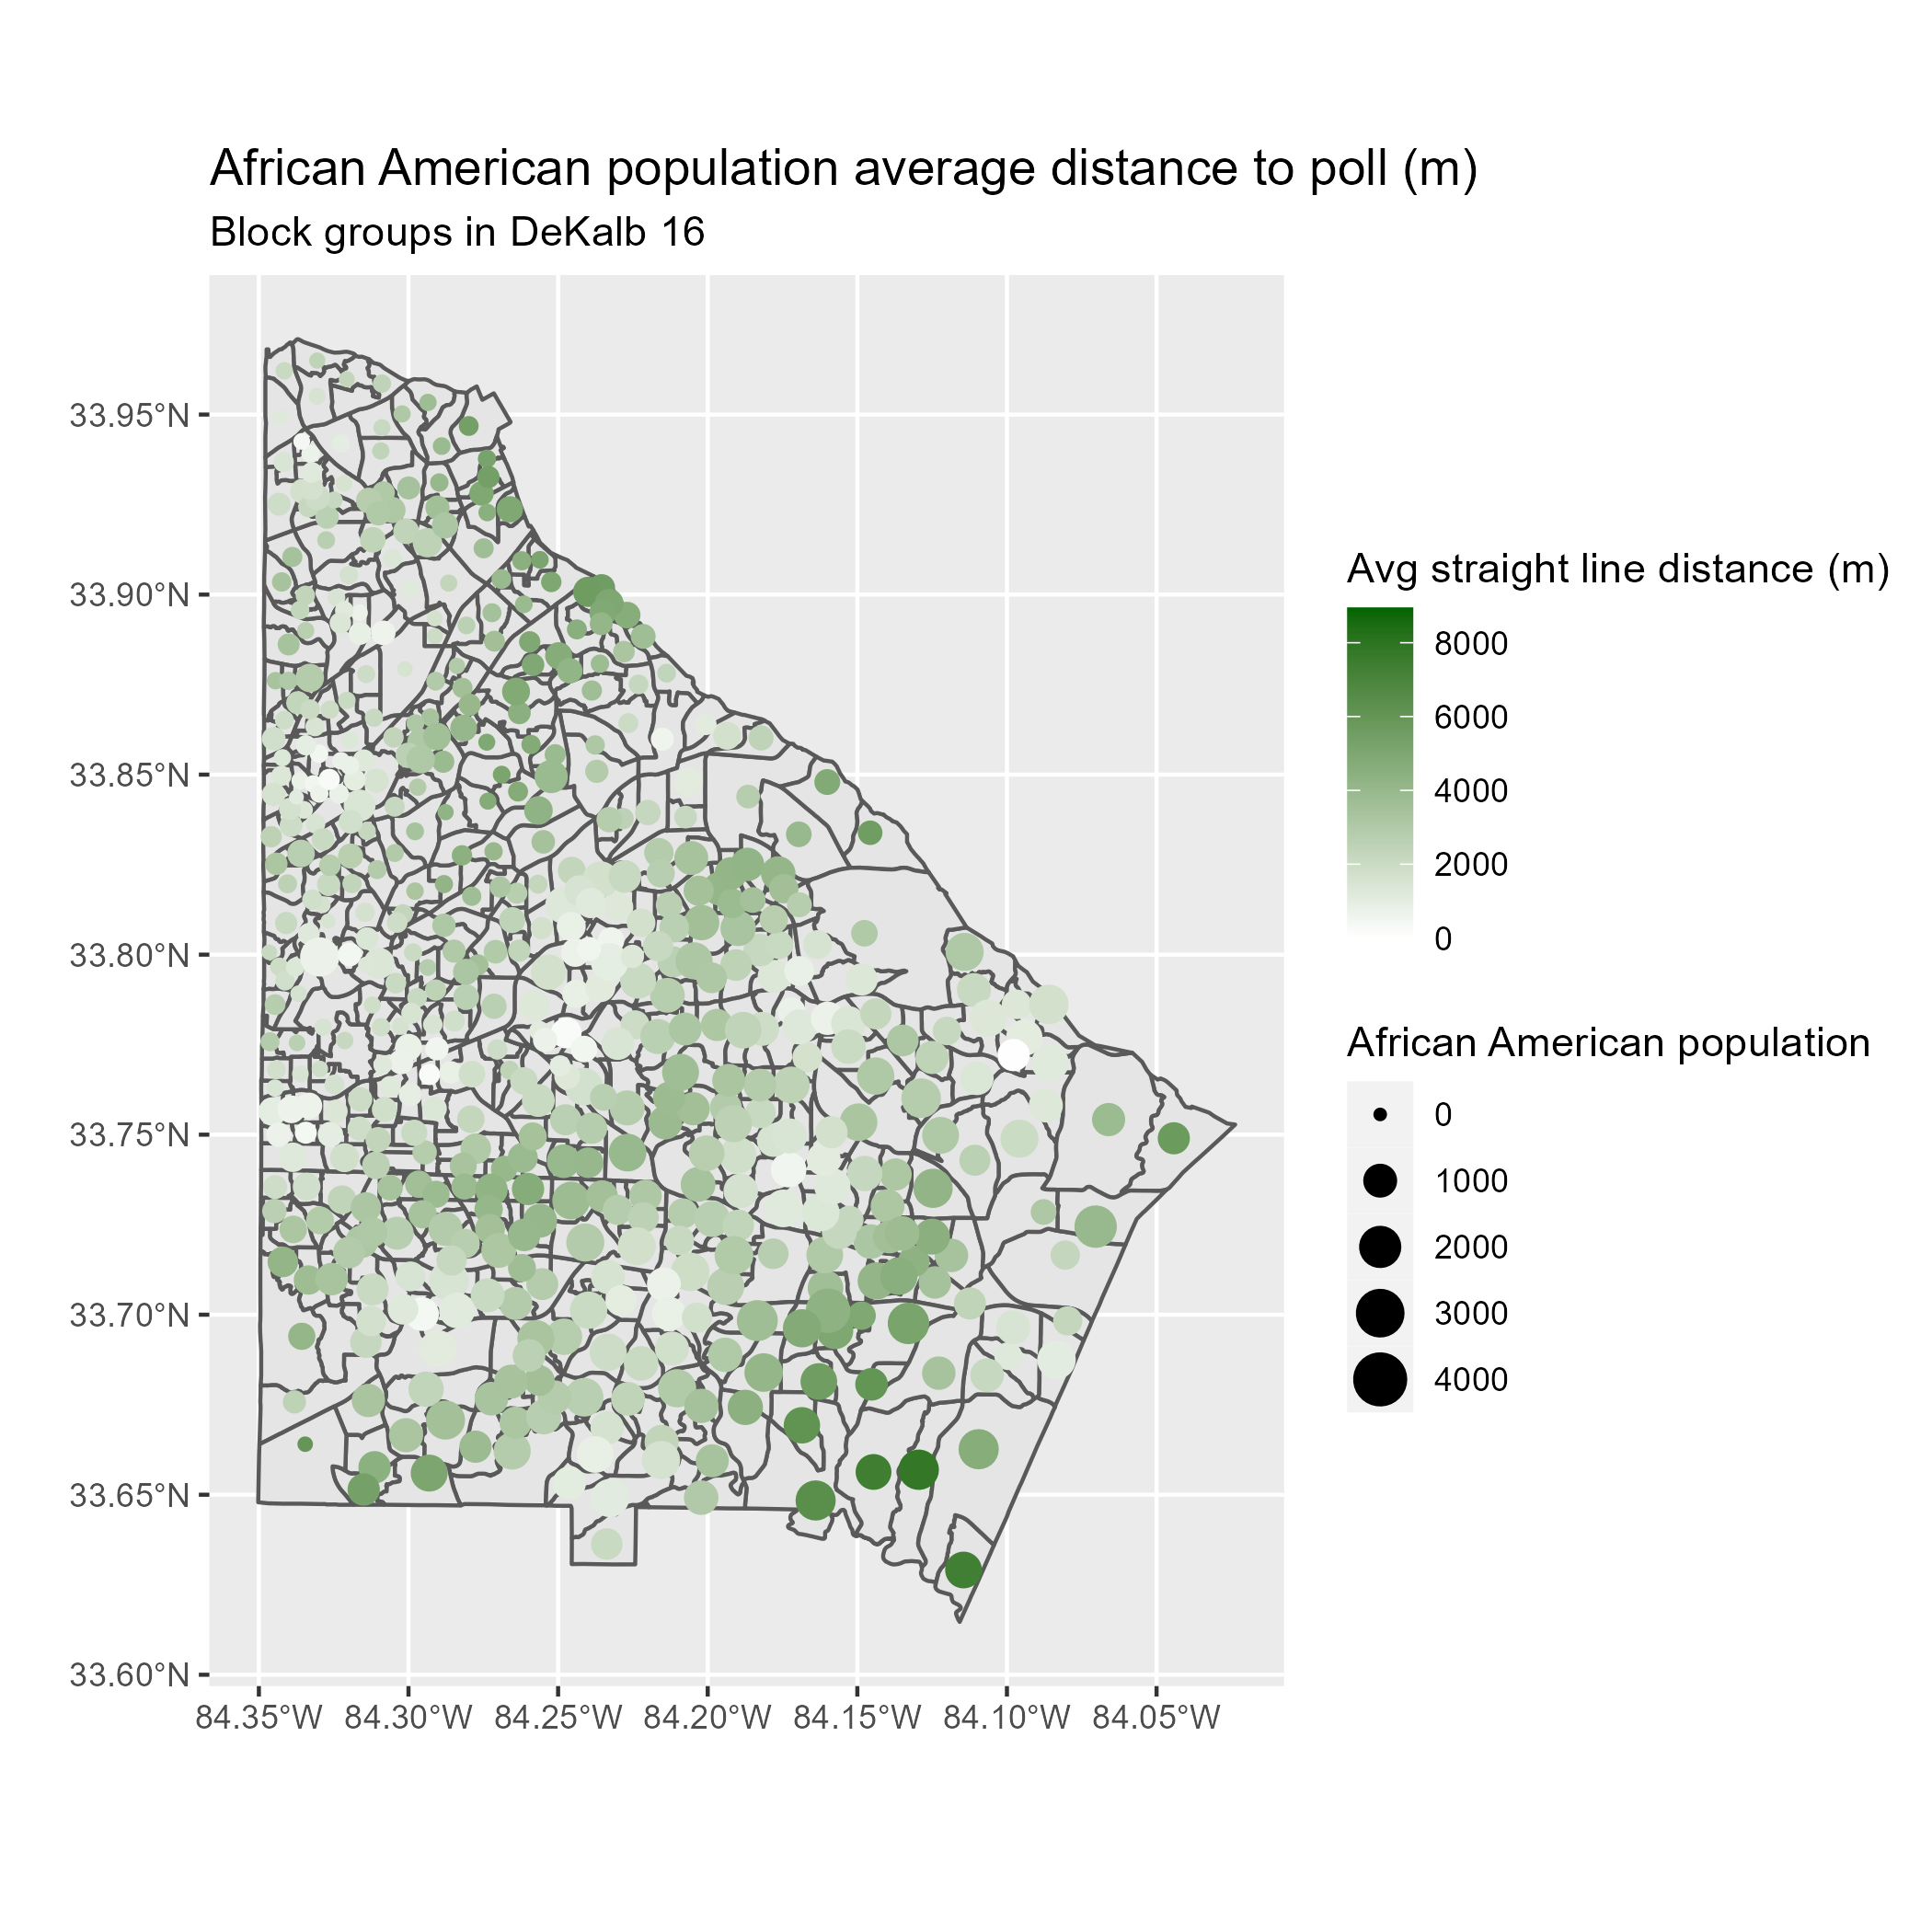 African American population average distance to poll (m)
Block groups in DeKalb 16
33.95°N
33.90°N
33.85°N
33.80°N
33.75°N
33.70°N
33.65°N
33.60°N
84.35°W 84.30°W 84.25°W 84.20°W 84.15°W 84.10°W 84.05°W
Avg straight line distance (m)
8000
6000
4000
2000
0
African American population
0
1000
2000
3000
4000